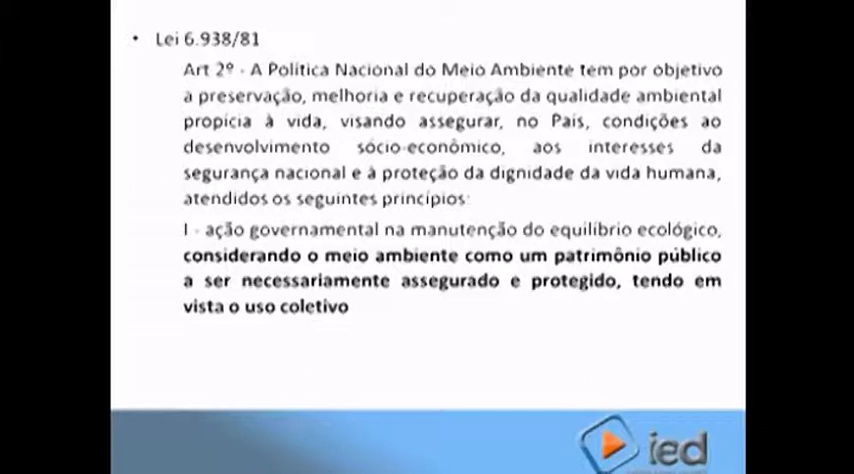 • Lei 6.938/81
Art 2º - A Política Nacional do Meio Ambiente tem por objetivo
a preservação, melhoria e recuperação da qualidade ambiental
propícia à vida, visando assegurar, no País, condições ao
desenvolvimento sócio-econômico, aos interesses da
segurança nacional e à proteção da dignidade da vida humana,
atendidos os seguintes princípios:
I - ação governamental na manutenção do equilíbrio ecológico,
considerando o meio ambiente como um patrimônio público
a ser necessariamente assegurado e protegido, tendo em
vista o uso coletivo
ied